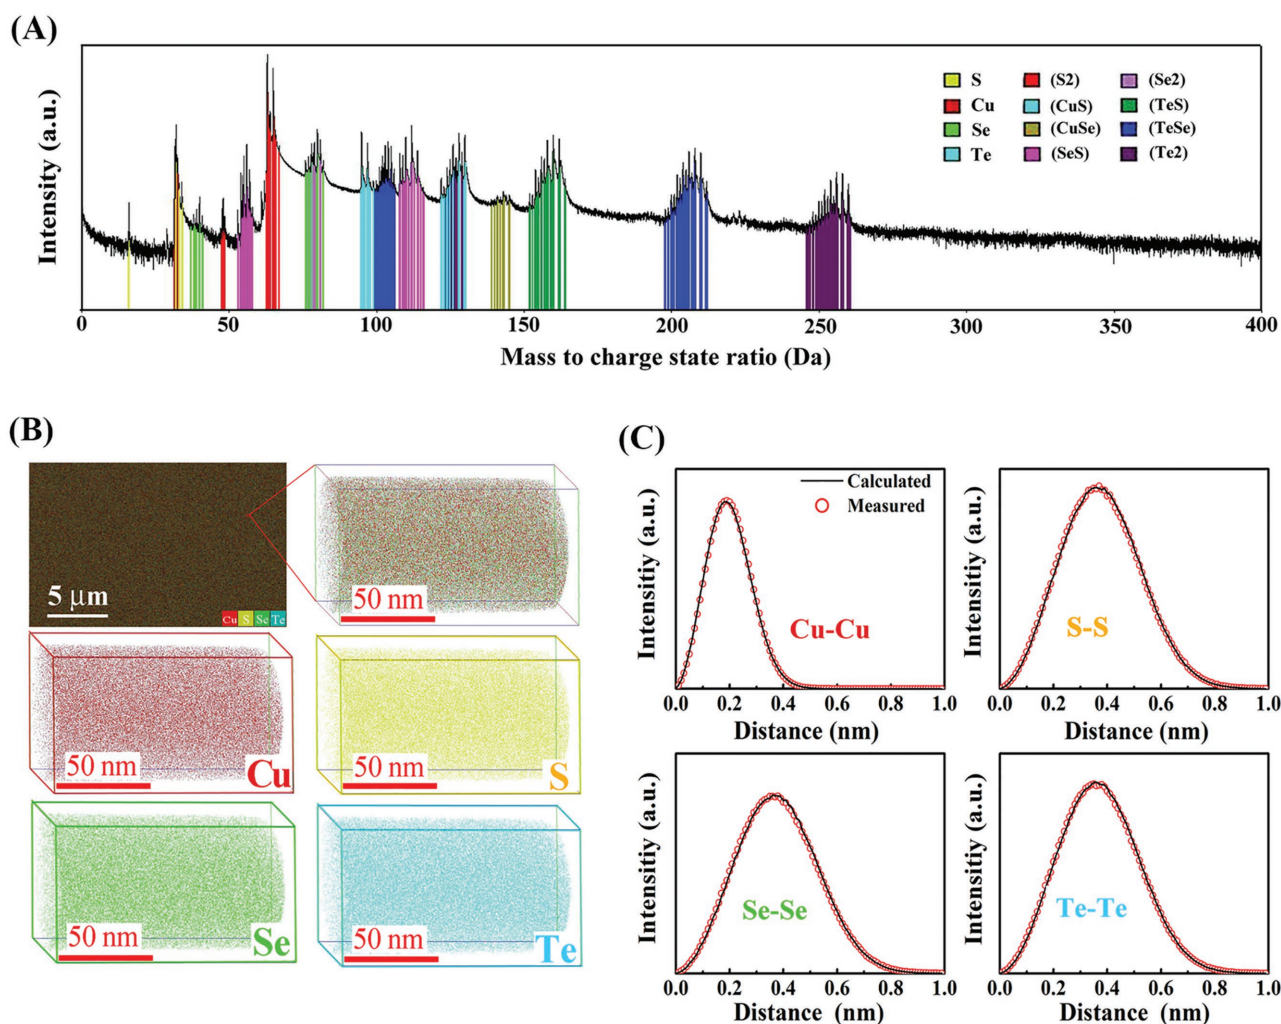 (A)
Intensity (a.u.)
S (S2) (Se2)
Cu (CuS) (TeS)
Se (CuSe) (TeSe)
Te (SeS) (Te2)
0 50 100 150 200 250 300 350 400
Mass to charge state ratio (Da)
(B)
5 μm
Cu S Se Te
50 nm
50 nm
Cu
50 nm
S
50 nm
Se
50 nm
Te
(C)
Intensitiy (a.u.)
Calculated
Measured
Cu-Cu
0.0 0.2 0.4 0.6 0.8 1.0
Distance (nm)
Intensitiy (a.u.)
S-S
0.0 0.2 0.4 0.6 0.8 1.0
Distance (nm)
Intensitiy (a.u.)
Se-Se
0.0 0.2 0.4 0.6 0.8 1.0
Distance (nm)
Intensitiy (a.u.)
Te-Te
0.0 0.2 0.4 0.6 0.8 1.0
Distance (nm)